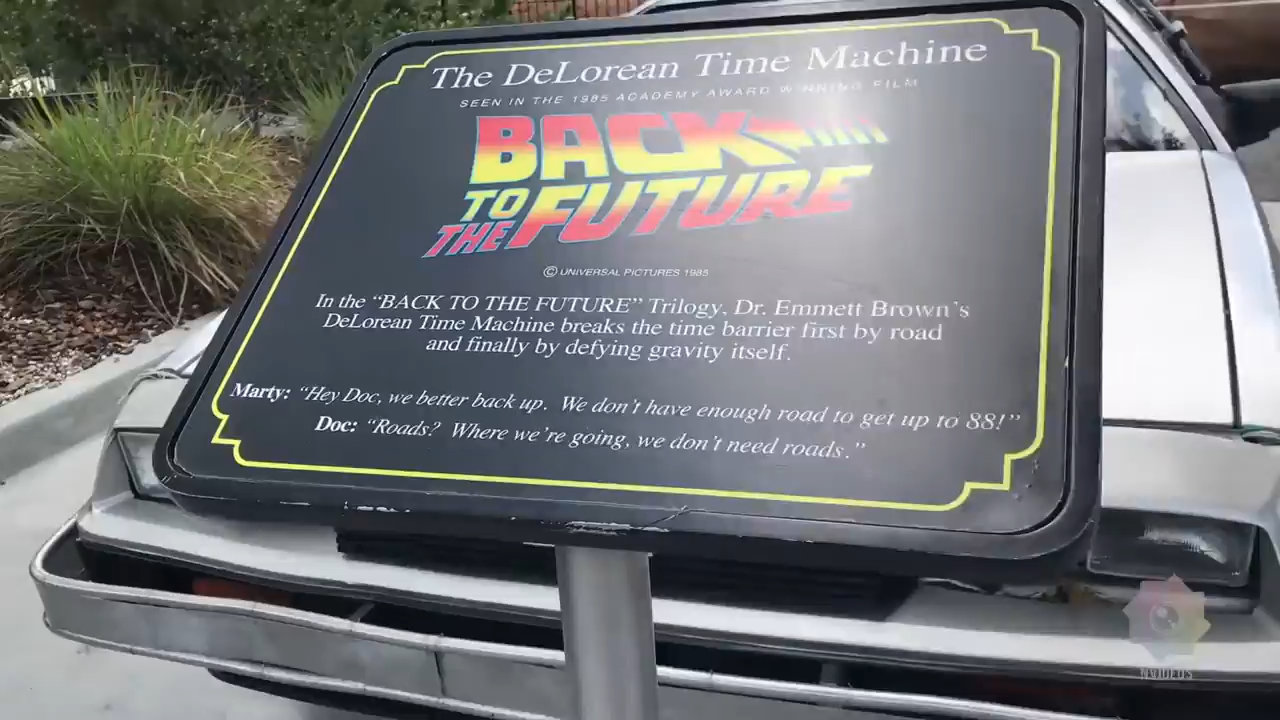 The DeLorean Time Machine
SEEN IN THE 1985 ACADEMY AWARD WINNING FILM
BACK
TO
THE FUTURE
© UNIVERSAL PICTURES 1985
In the “BACK TO THE FUTURE” Trilogy, Dr. Emmett Brown’s
DeLorean Time Machine breaks the time barrier first by road
and finally by defying gravity itself.
Marty: “Hey Doc, we better back up. We don’t have enough road to get up to 88!”
Doc: “Roads? Where we’re going, we don’t need roads.”
NVIDEOS